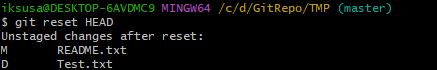 iksusa@DESKTOP-6AVDMC9 MINGW64 /c/d/GitRepo/TMP (master)
$ git reset HEAD
Unstaged changes after reset:
M       README.txt
D       Test.txt